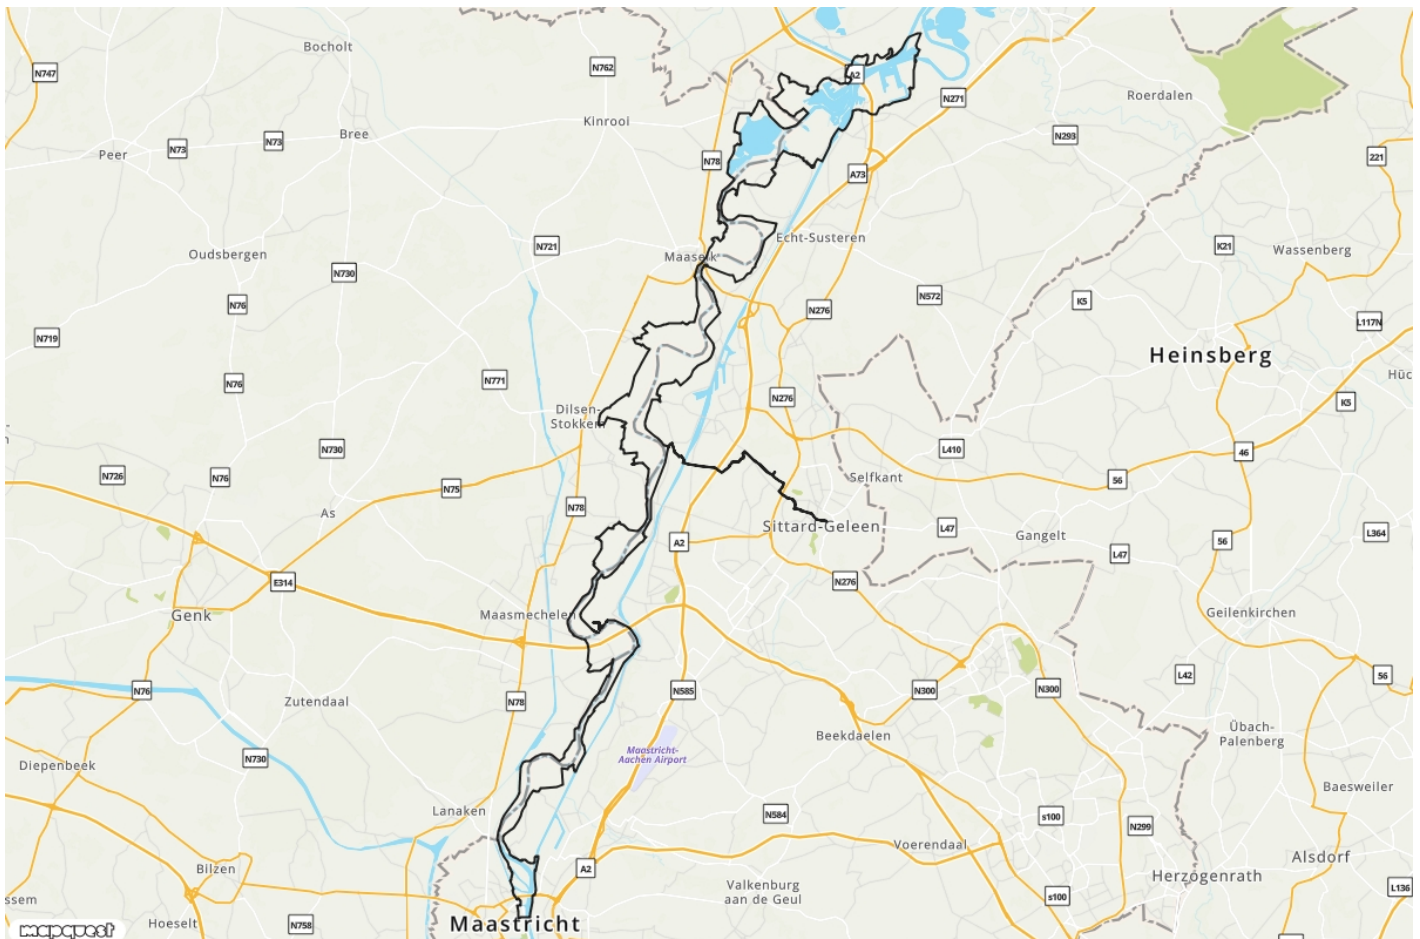 Bocholt
N747
N762
A2
N271
Roerdalen
Kinrooi
Bree
N73
N73
Peer
N293
N78
221
A73
Echt-Susteren
N721
K21
Oudsbergen
Maaseik
Wassenberg
N730
N76
N572
K5
N276
L117N
N719
Heinsberg
N771
N76
Hüc
N276
K5
Dilsen-
Stokkem
N730
L410
46
N726
N76
Selfkant
56
N75
N78
As
Sittard-Geleen
L47
Gangelt
L364
A2
56
L47
E314
N276
Genk
Maasmechelen
Geilenkirchen
L42
56
N76
N585
N300
N300
Zutendaal
N78
Beekdaelen
Übach-
Palenberg
Maastricht-
Aachen Airport
N730
Diepenbeek
Baesweiler
Lanaken
N584
s100
N299
Voerendaal
Alsdorf
Bilzen
A2
Herzogenrath
Valkenburg
aan de Geul
L136
ssem
s100
Hoeselt
N758
Maastricht
mapquest